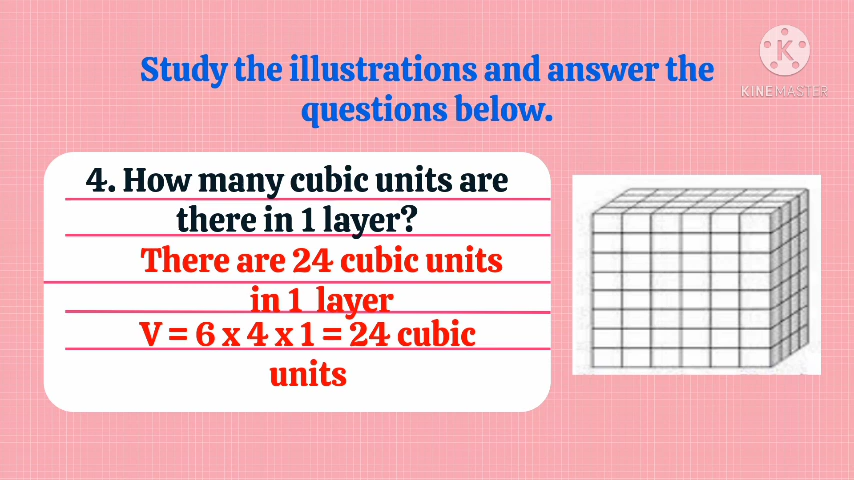 Study the illustrations and answer the
questions below.
K
KINEMASTER
4. How many cubic units are
there in 1 layer?
There are 24 cubic units
in 1 layer
V = 6 x 4 x 1 = 24 cubic
units